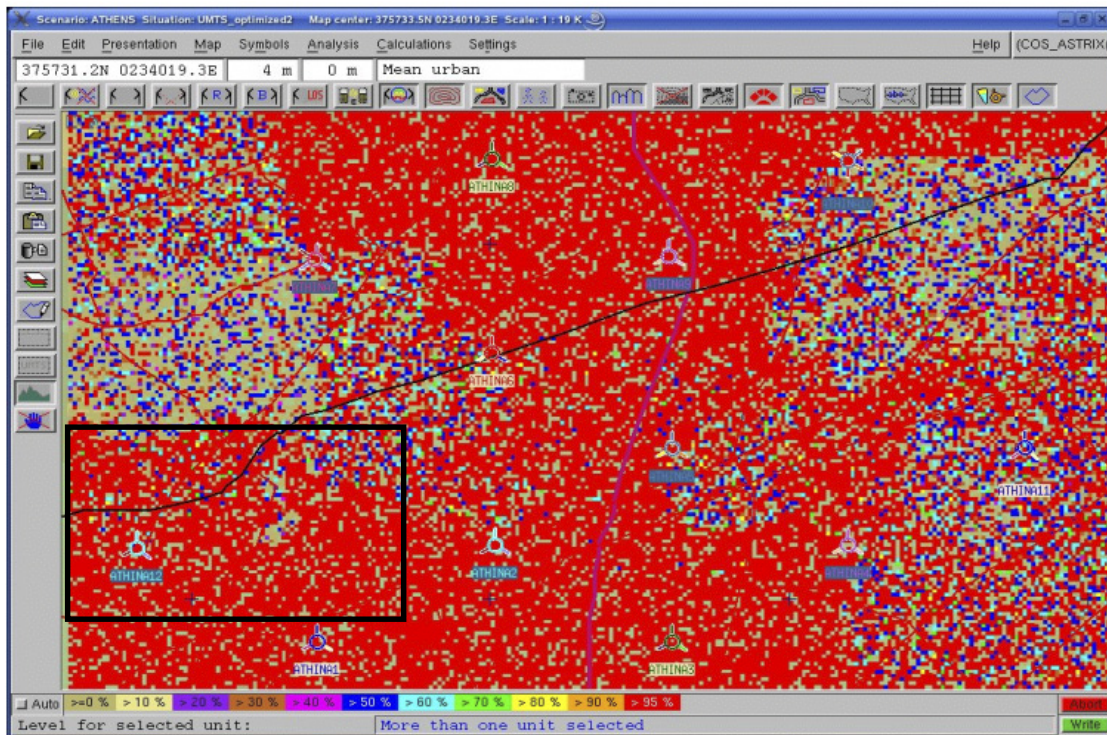 Scenario: ATHENS Situation: UMTS_optimized2 Map center: 375733.5N 0234019.3E Scale: 1 : 19 K
File Edit Presentation Map Symbols Analysis Calculations Settings Help (COS_ASTRIX)
375731.2N 0234019.3E 4 m 0 m Mean urban
R B LOS
ATHINA8
ATHINA9
ATHINA6
ATHINA11
ATHINA12
ATHINA2
ATHINA1
ATHINA3
Auto >=0 % > 10 % > 20 % > 30 % > 40 % > 50 % > 60 % > 70 % > 80 % > 90 % > 95 % Abort
Level for selected unit: More than one unit selected Write